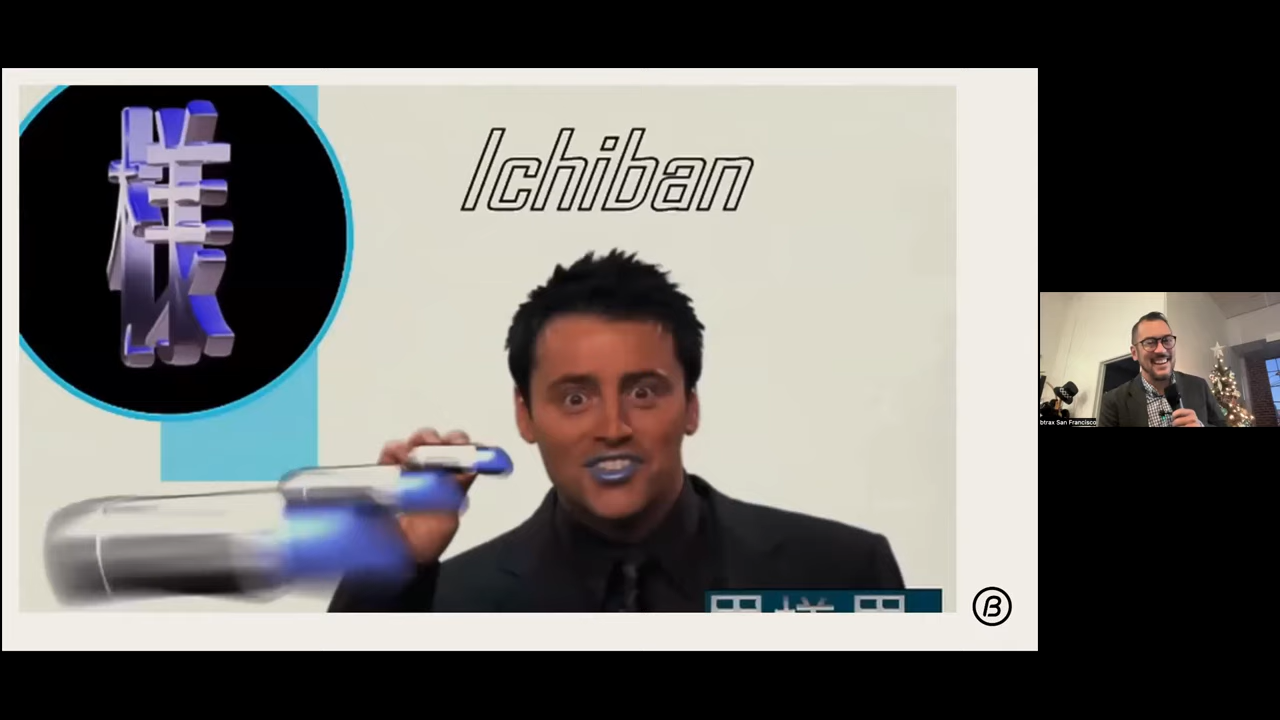 様
Ichiban
btrax San Francisco